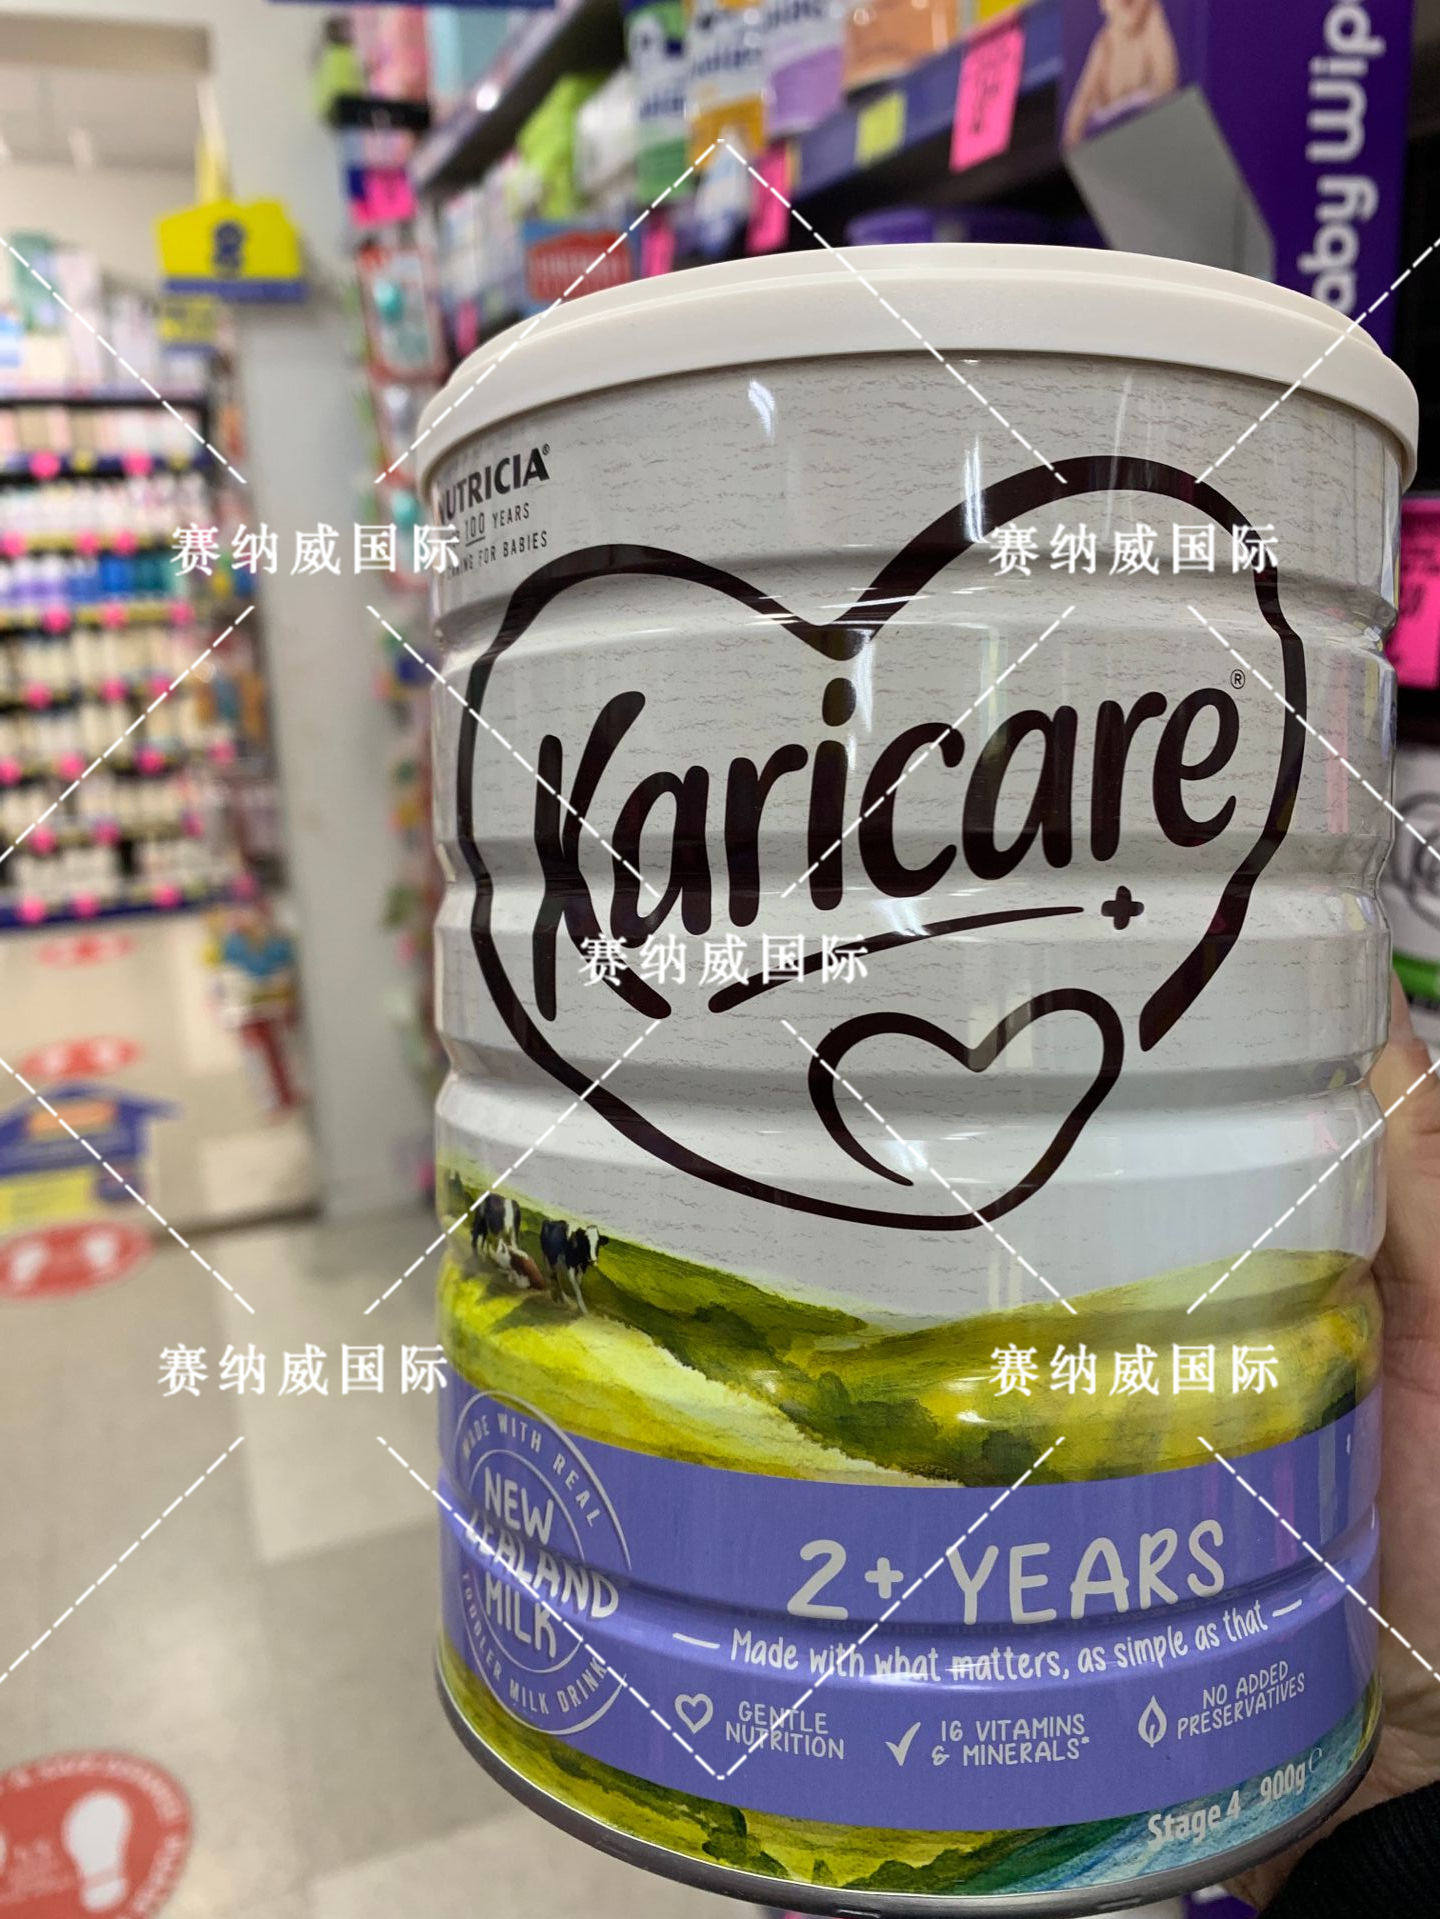 Baby Wip
NUTRICIA®
100 YEARS
FOR BABIES
赛纳威国际 赛纳威国际
Karicare®
+
赛纳威国际
赛纳威国际 赛纳威国际
MADE WITH REAL
NEW
ZEALAND
MILK
TODDLER MILK DRINK
2+ YEARS
Made with what matters, as simple as that
GENTLE
NUTRITION
16 VITAMINS
& MINERALS*
NO ADDED
PRESERVATIVES
Stage 4 900g